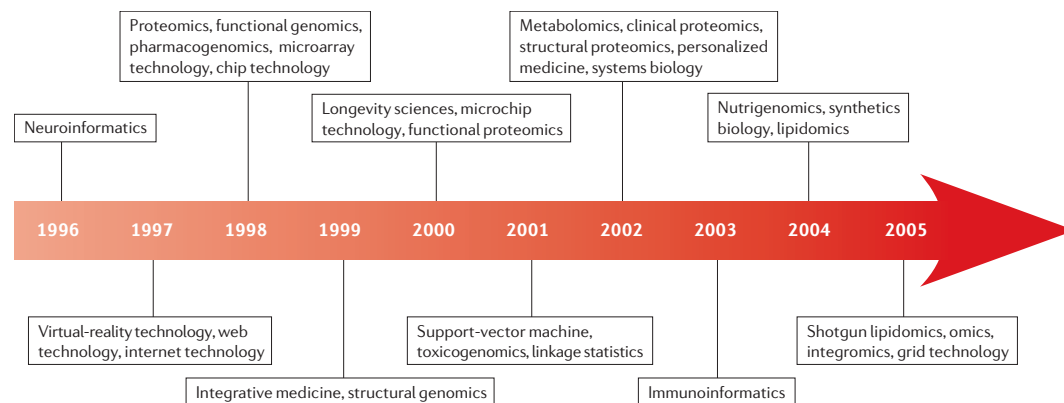 Proteomics, functional genomics,
pharmacogenomics, microarray
technology, chip technology
Metabolomics, clinical proteomics,
structural proteomics, personalized
medicine, systems biology
Neuroinformatics
Longevity sciences, microchip
technology, functional proteomics
Nutrigenomics, synthetics
biology, lipidomics
1996 1997 1998 1999 2000 2001 2002 2003 2004 2005
Virtual-reality technology, web
technology, internet technology
Support-vector machine,
toxicogenomics, linkage statistics
Shotgun lipidomics, omics,
integromics, grid technology
Integrative medicine, structural genomics
Immunoinformatics